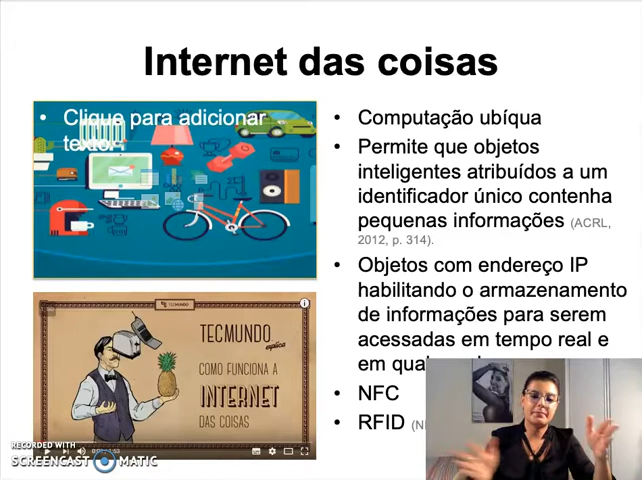 Internet das coisas
• Clique para adicionar
texto
• Computação ubíqua
• Permite que objetos
inteligentes atribuídos a um
identificador único contenha
pequenas informações (ACRL,
2012, p. 314).
• Objetos com endereço IP
habilitando o armazenamento
de informações para serem
acessadas em tempo real e
em
• NFC
• RFID
TECMUNDO
TECMUNDO
explica
COMO FUNCIONA A
INTERNET
DAS COISAS
RECORDED WITH
SCREENCAST MATIC